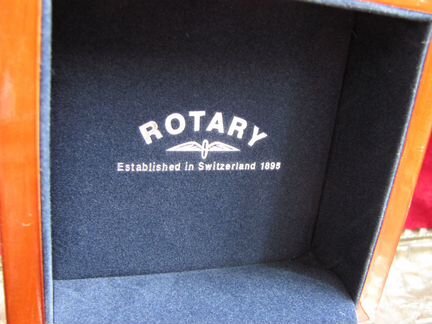 ROTARY
Established in Switzerland 1895